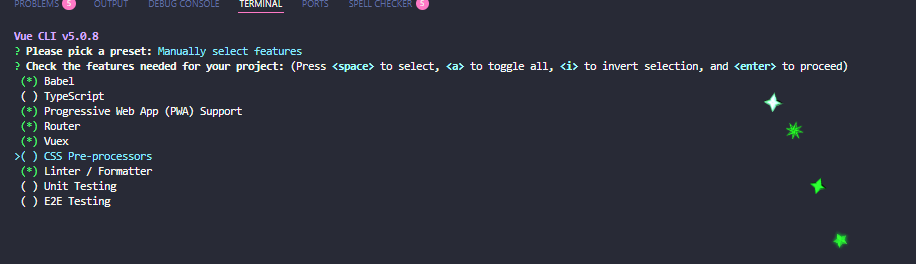 PROBLEMS 5 OUTPUT DEBUG CONSOLE TERMINAL PORTS SPELL CHECKER 5
Vue CLI v5.0.8
? Please pick a preset: Manually select features
? Check the features needed for your project: (Press <space> to select, <a> to toggle all, <i> to invert selection, and <enter> to proceed)
(*) Babel
( ) TypeScript
(*) Progressive Web App (PWA) Support
(*) Router
(*) Vuex
>( ) CSS Pre-processors
(*) Linter / Formatter
( ) Unit Testing
( ) E2E Testing